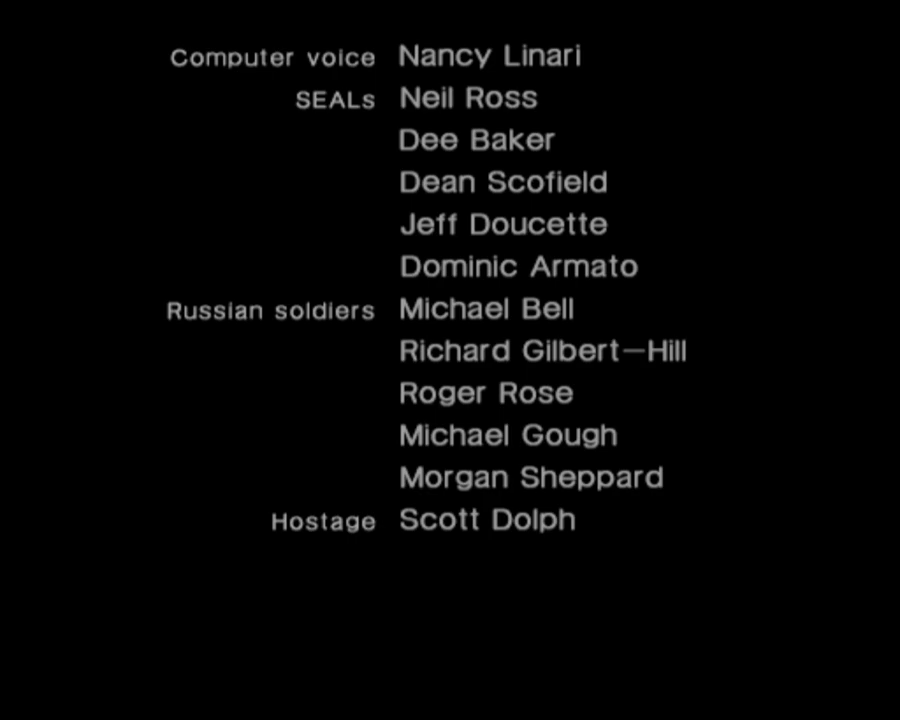 Computer voice Nancy Linari
SEALs Neil Ross
Dee Baker
Dean Scofield
Jeff Doucette
Dominic Armato
Russian soldiers Michael Bell
Richard Gilbert—Hill
Roger Rose
Michael Gough
Morgan Sheppard
Hostage Scott Dolph